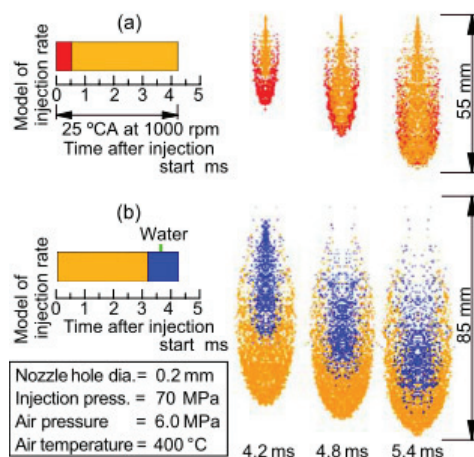 (a)
Model of
injection rate
0 1 2 3 4 5
25 ºCA at 1000 rpm
Time after injection
start ms
55 mm
(b)
Water
Model of
injection rate
0 1 2 3 4 5
Time after injection
start ms
85 mm
Nozzle hole dia.= 0.2 mm
Injection press. = 70 MPa
Air pressure = 6.0 MPa
Air temperature = 400 °C
4.2 ms 4.8 ms 5.4 ms